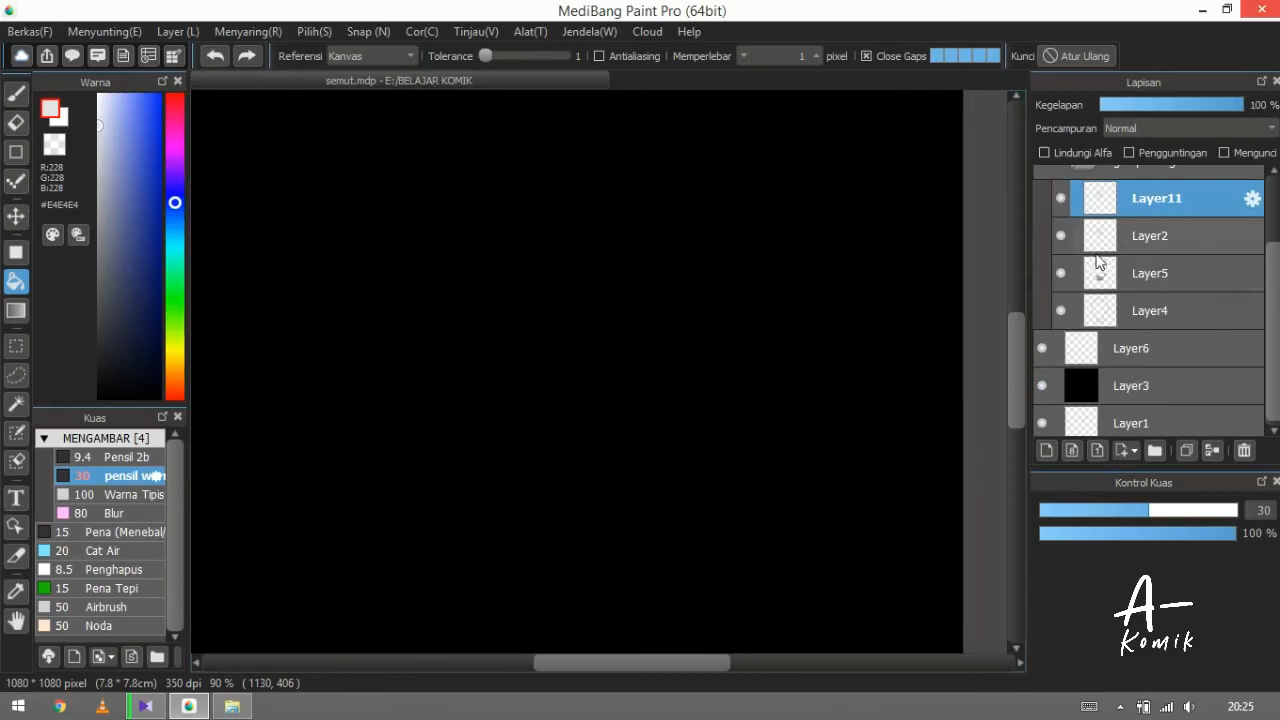 MediBang Paint Pro (64bit)
Berkas(F) Menyunting(E) Layer (L) Menyaring(R) Pilih(S) Snap (N) Cor(C) Tinjau(V) Alat(T) Jendela(W) Cloud Help
Referensi Kanvas Tolerance 1 Antialiasing Memperlebar 1 pixel Close Gaps Kunci Atur Ulang
Warna
semut.mdp - E:/BELAJAR KOMIK
Lapisan
Kegelapan 100 %
Pencampuran Normal
Lindungi Alfa Pengguntingan Mengunci
R:228
G:228
B:228
#E4E4E4
Layer11
Layer2
Layer5
Layer4
Layer6
Layer3
Layer1
Kuas
MENGAMBAR [4]
9.4 Pensil 2b
30 pensil
100 Warna Tipis
80 Blur
15 Pena (Menebal/
20 Cat Air
8.5 Penghapus
15 Pena Tepi
50 Airbrush
50 Noda
Kontrol Kuas
30
100 %
A-
Komik
1080 * 1080 pixel (7.8 * 7.8cm) 350 dpi 90 % ( 1130, 406 )
20:25